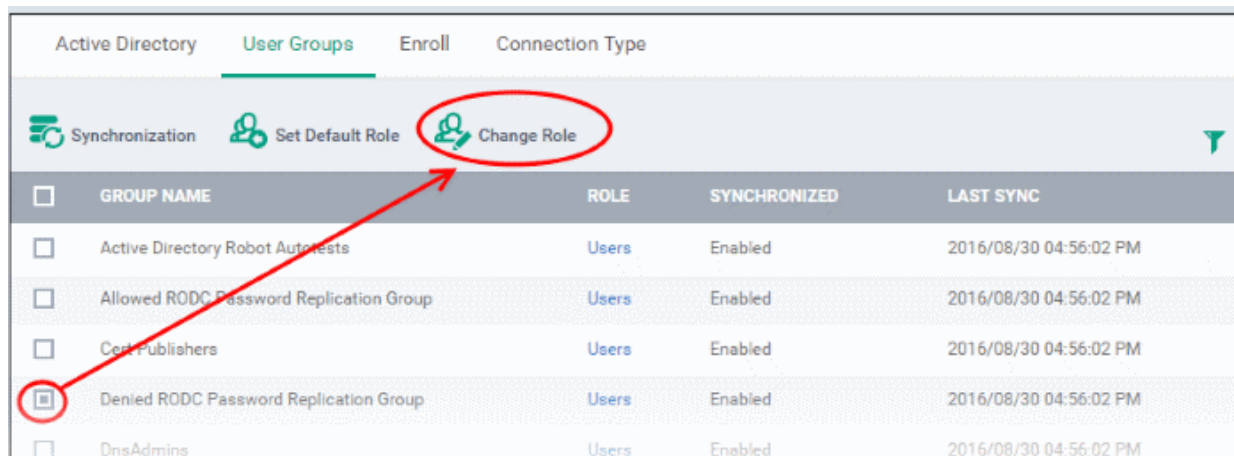 Active Directory User Groups Enroll Connection Type
Synchronization Set Default Role Change Role
GROUP NAME ROLE SYNCHRONIZED LAST SYNC
Active Directory Robot Autotests Users Enabled 2016/08/30 04:56:02 PM
Allowed RODC Password Replication Group Users Enabled 2016/08/30 04:56:02 PM
Cert Publishers Users Enabled 2016/08/30 04:56:02 PM
Denied RODC Password Replication Group Users Enabled 2016/08/30 04:56:02 PM
DnsAdmins Users Enabled 2016/08/30 04:56:02 PM